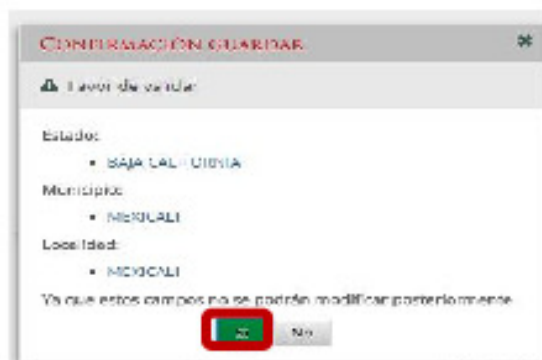 CONFIRMACIÓN GUARDAR
Favor de validar
Estado:
BAJA CALIFORNIA
Municipio:
MEXICALI
Localidad:
MEXICALI
Ya que estos campos no se podrán modificar posteriormente
No